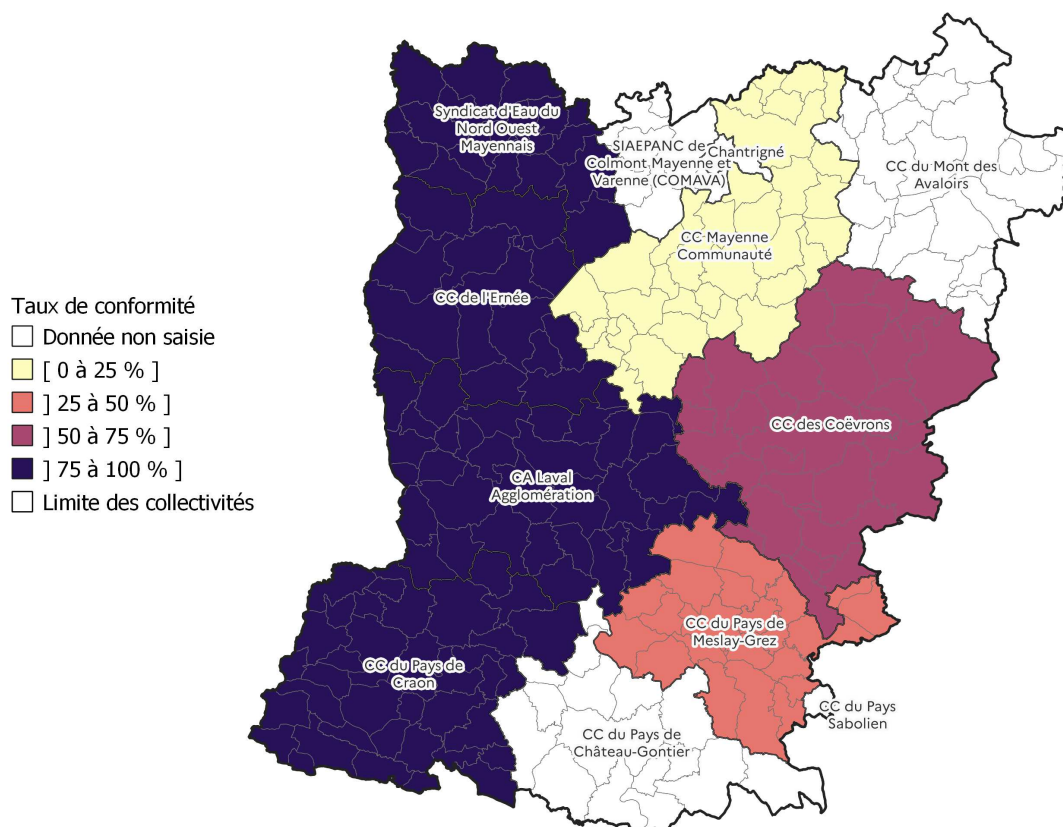 Taux de conformité
Donnée non saisie
[ 0 à 25 % ]
] 25 à 50 % ]
] 50 à 75 % ]
] 75 à 100 % ]
Limite des collectivités
Syndicat d'Eau du
Nord Ouest
Mayennais
SIAEPANC de
Colmont Mayenne et
Varenne (COMAVA)
Chantrigné
CC du Mont des
Avaloirs
CC Mayenne
Communauté
CC de l'Ernée
CC des Coëvrons
CA Laval
Agglomération
CC du Pays de
Meslay-Grez
CC du Pays de
Craon
CC du Pays
Sabolien
CC du Pays de
Château-Gontier